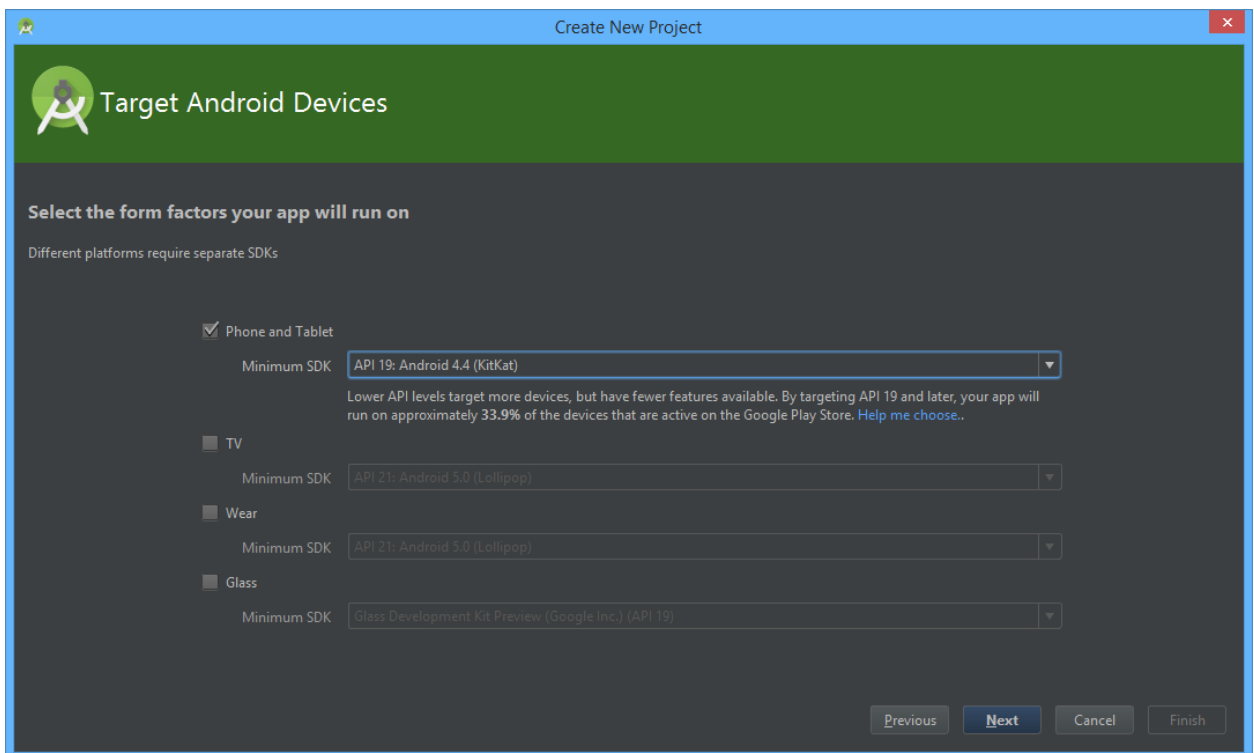 Create New Project
Target Android Devices
Select the form factors your app will run on
Different platforms require separate SDKs
Phone and Tablet
Minimum SDK API 19: Android 4.4 (KitKat)
Lower API levels target more devices, but have fewer features available. By targeting API 19 and later, your app will
run on approximately 33.9% of the devices that are active on the Google Play Store. Help me choose..
TV
Minimum SDK API 21: Android 5.0 (Lollipop)
Wear
Minimum SDK API 21: Android 5.0 (Lollipop)
Glass
Minimum SDK Glass Development Kit Preview (Google Inc.) (API 19)
Previous Next Cancel Finish